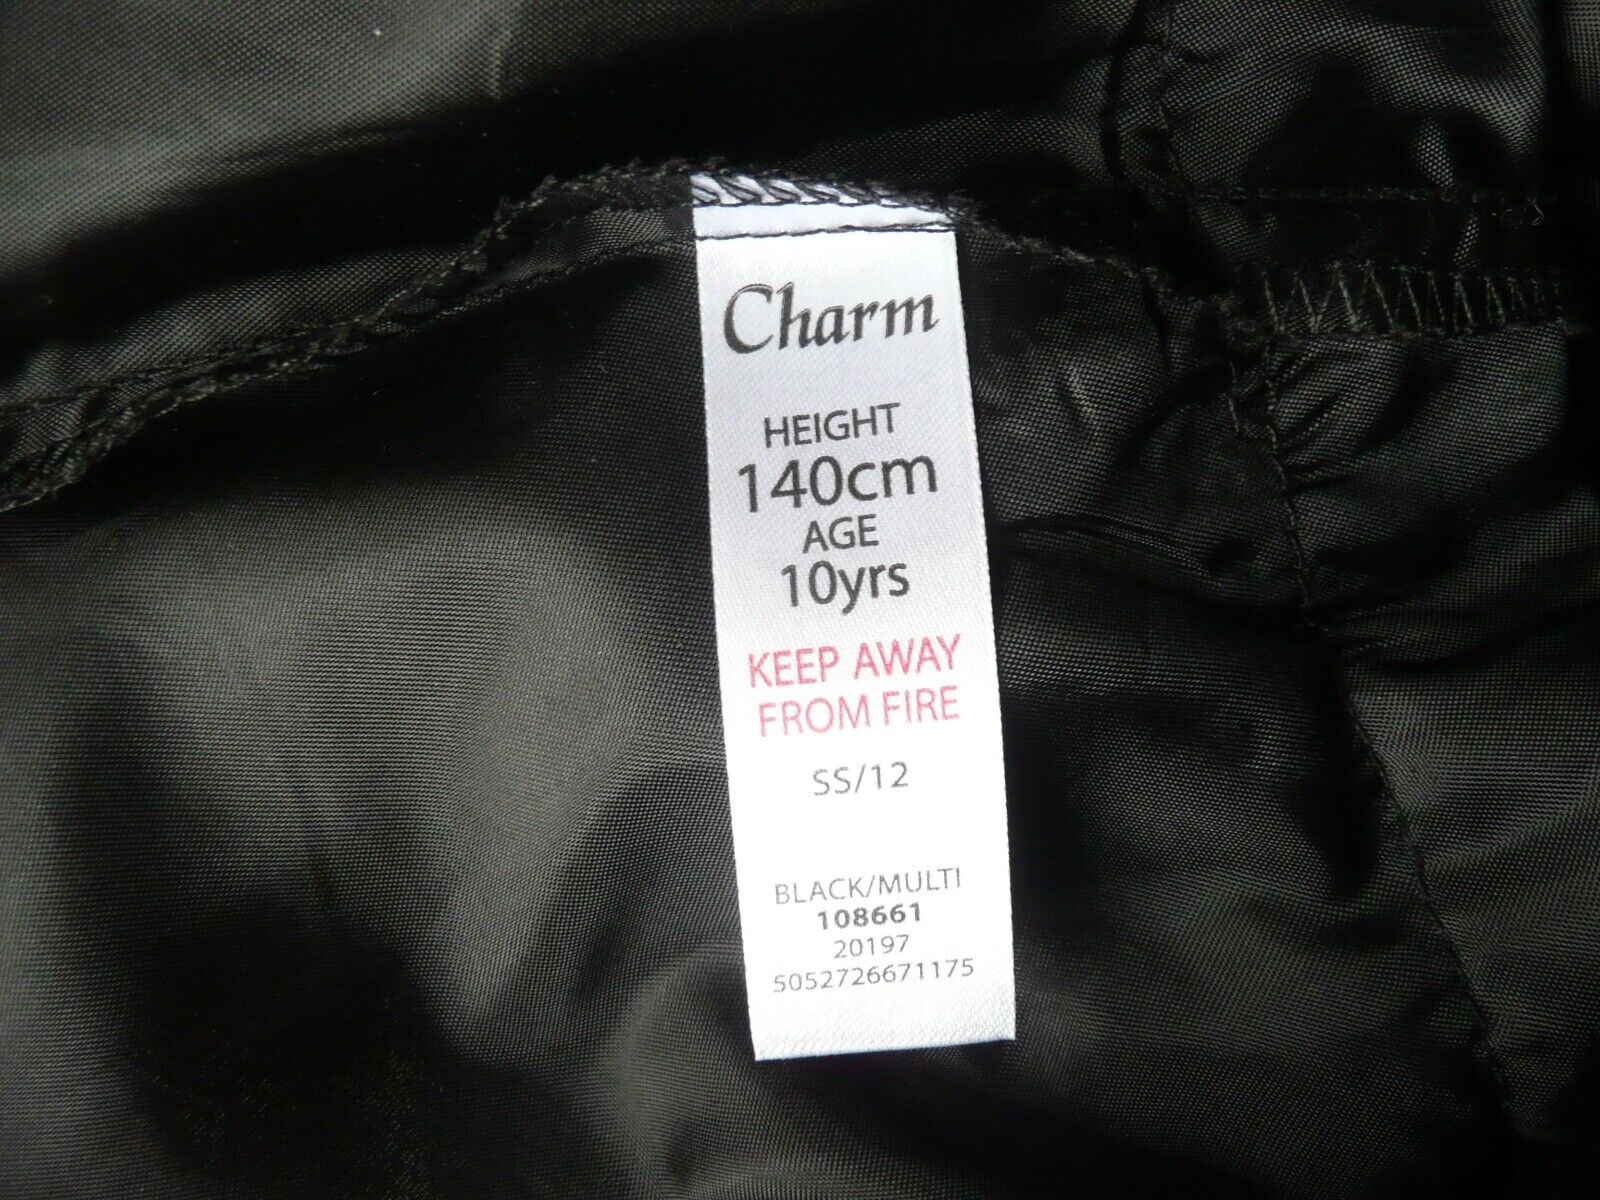 Charm
HEIGHT
140cm
AGE
10yrs
KEEP AWAY
FROM FIRE
SS/12
BLACK/MULTI
108661
20197
5052726671175